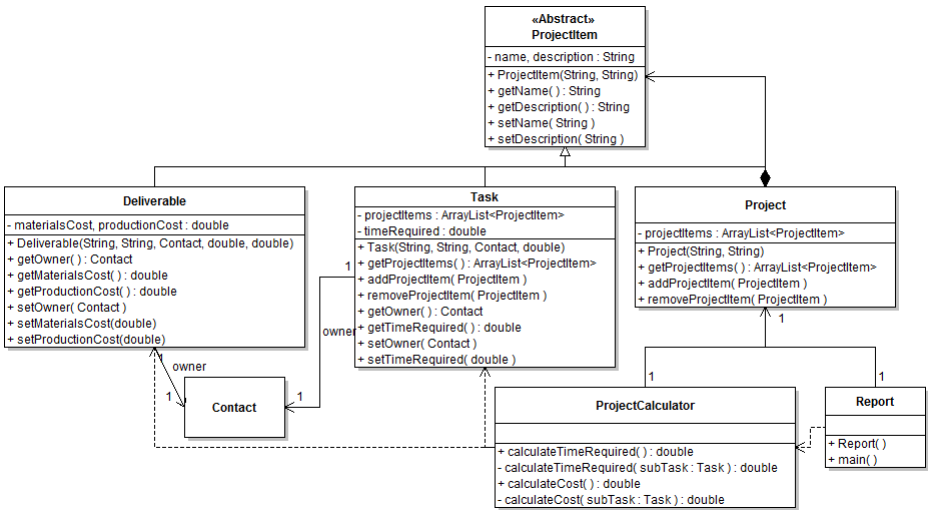 «Abstract»
ProjectItem
- name, description : String
+ ProjectItem(String, String)
+ getName( ) : String
+ getDescription( ) : String
+ setName( String )
+ setDescription( String )
Deliverable
- materialsCost, productionCost : double
+ Deliverable(String, String, Contact, double, double)
+ getOwner( ) : Contact
+ getMaterialsCost( ) : double
+ getProductionCost( ) : double
+ setOwner( Contact )
+ setMaterialsCost(double)
+ setProductionCost(double)
Task
- projectItems : ArrayList<ProjectItem>
- timeRequired : double
+ Task(String, String, Contact, double)
+ getProjectItems( ) : ArrayList<ProjectItem>
+ addProjectItem( ProjectItem )
+ removeProjectItem( ProjectItem )
+ getOwner( ) : Contact
+ getTimeRequired( ) : double
+ setOwner( Contact )
+ setTimeRequired( double )
Project
- projectItems : ArrayList<ProjectItem>
+ Project(String, String)
+ getProjectItems( ) : ArrayList<ProjectItem>
+ addProjectItem( ProjectItem )
+ removeProjectItem( ProjectItem )
1
owner
1
owner
1
1
Contact
1
1
ProjectCalculator
+ calculateTimeRequired( ) : double
- calculateTimeRequired( subTask : Task ) : double
+ calculateCost( ) : double
- calculateCost( subTask : Task ) : double
Report
+ Report( )
+ main( )